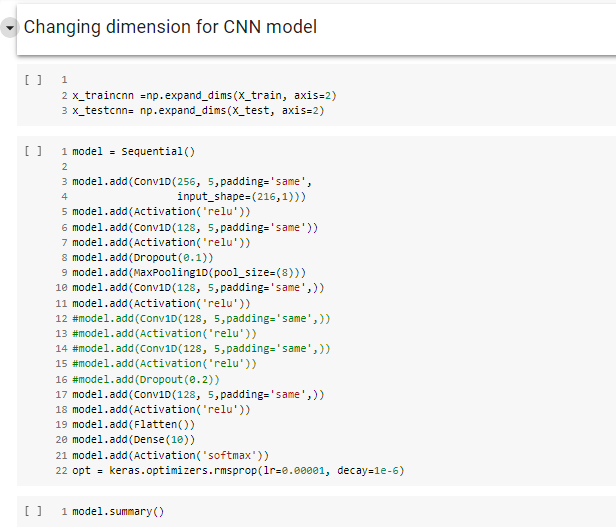 Changing dimension for CNN model
[ ] 1
2 x_traincnn =np.expand_dims(X_train, axis=2)
3 x_testcnn= np.expand_dims(X_test, axis=2)
[ ] 1 model = Sequential()
2
3 model.add(Conv1D(256, 5,padding='same',
4 input_shape=(216,1)))
5 model.add(Activation('relu'))
6 model.add(Conv1D(128, 5,padding='same'))
7 model.add(Activation('relu'))
8 model.add(Dropout(0.1))
9 model.add(MaxPooling1D(pool_size=(8)))
10 model.add(Conv1D(128, 5,padding='same',))
11 model.add(Activation('relu'))
12 #model.add(Conv1D(128, 5,padding='same',))
13 #model.add(Activation('relu'))
14 #model.add(Conv1D(128, 5,padding='same',))
15 #model.add(Activation('relu'))
16 #model.add(Dropout(0.2))
17 model.add(Conv1D(128, 5,padding='same',))
18 model.add(Activation('relu'))
19 model.add(Flatten())
20 model.add(Dense(10))
21 model.add(Activation('softmax'))
22 opt = keras.optimizers.rmsprop(lr=0.00001, decay=1e-6)
[ ] 1 model.summary()